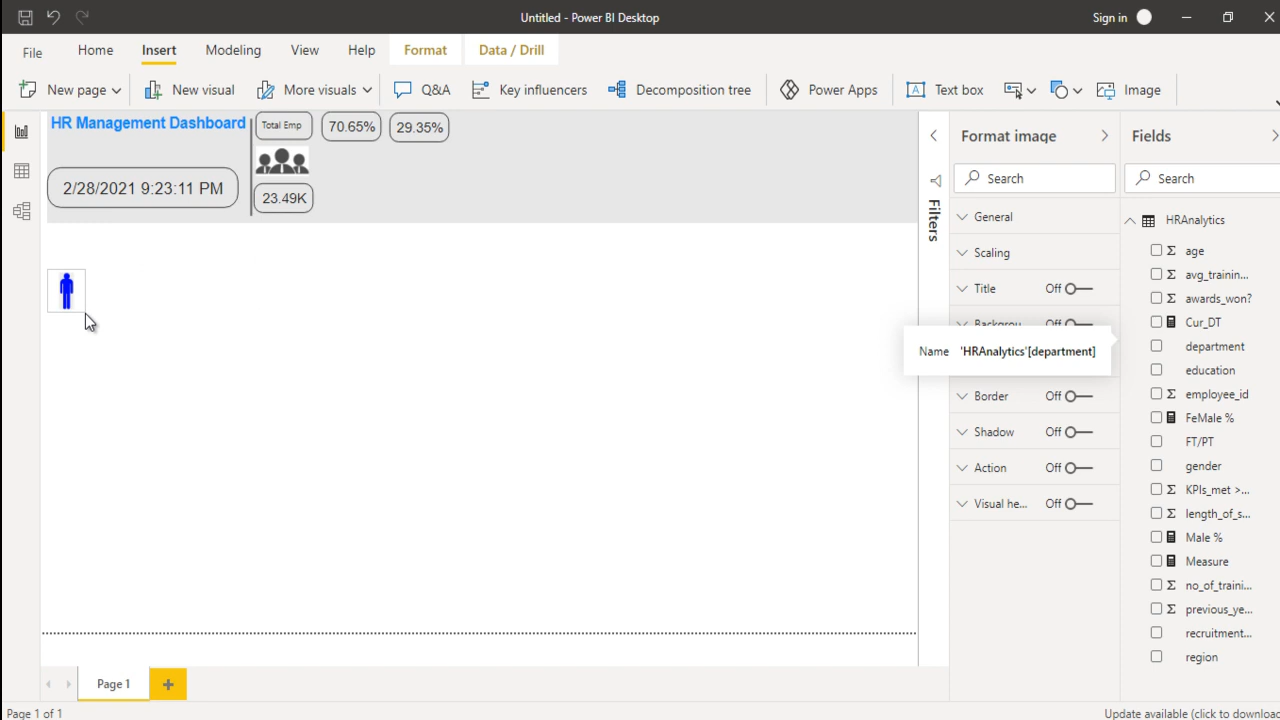 Untitled - Power BI Desktop
Sign in
File
Home
Insert
Modeling
View
Help
Format
Data / Drill
New page
New visual
More visuals
Q&A
Key influencers
Decomposition tree
Power Apps
Text box
Image
HR Management Dashboard
Total Emp
70.65%
29.35%
2/28/2021 9:23:11 PM
23.49K
Filters
Format image
Search
General
Scaling
Title Off
Backgrou Off
Border Off
Shadow Off
Action Off
Visual he... Off
Name 'HRAnalytics'[department]
Fields
Search
HRAnalytics
age
avg_trainin...
awards_won?
Cur_DT
department
education
employee_id
FeMale %
FT/PT
gender
KPIs_met >...
length_of_s...
Male %
Measure
no_of_traini...
previous_ye...
recruitment...
region
Page 1
Page 1 of 1
Update available (click to download